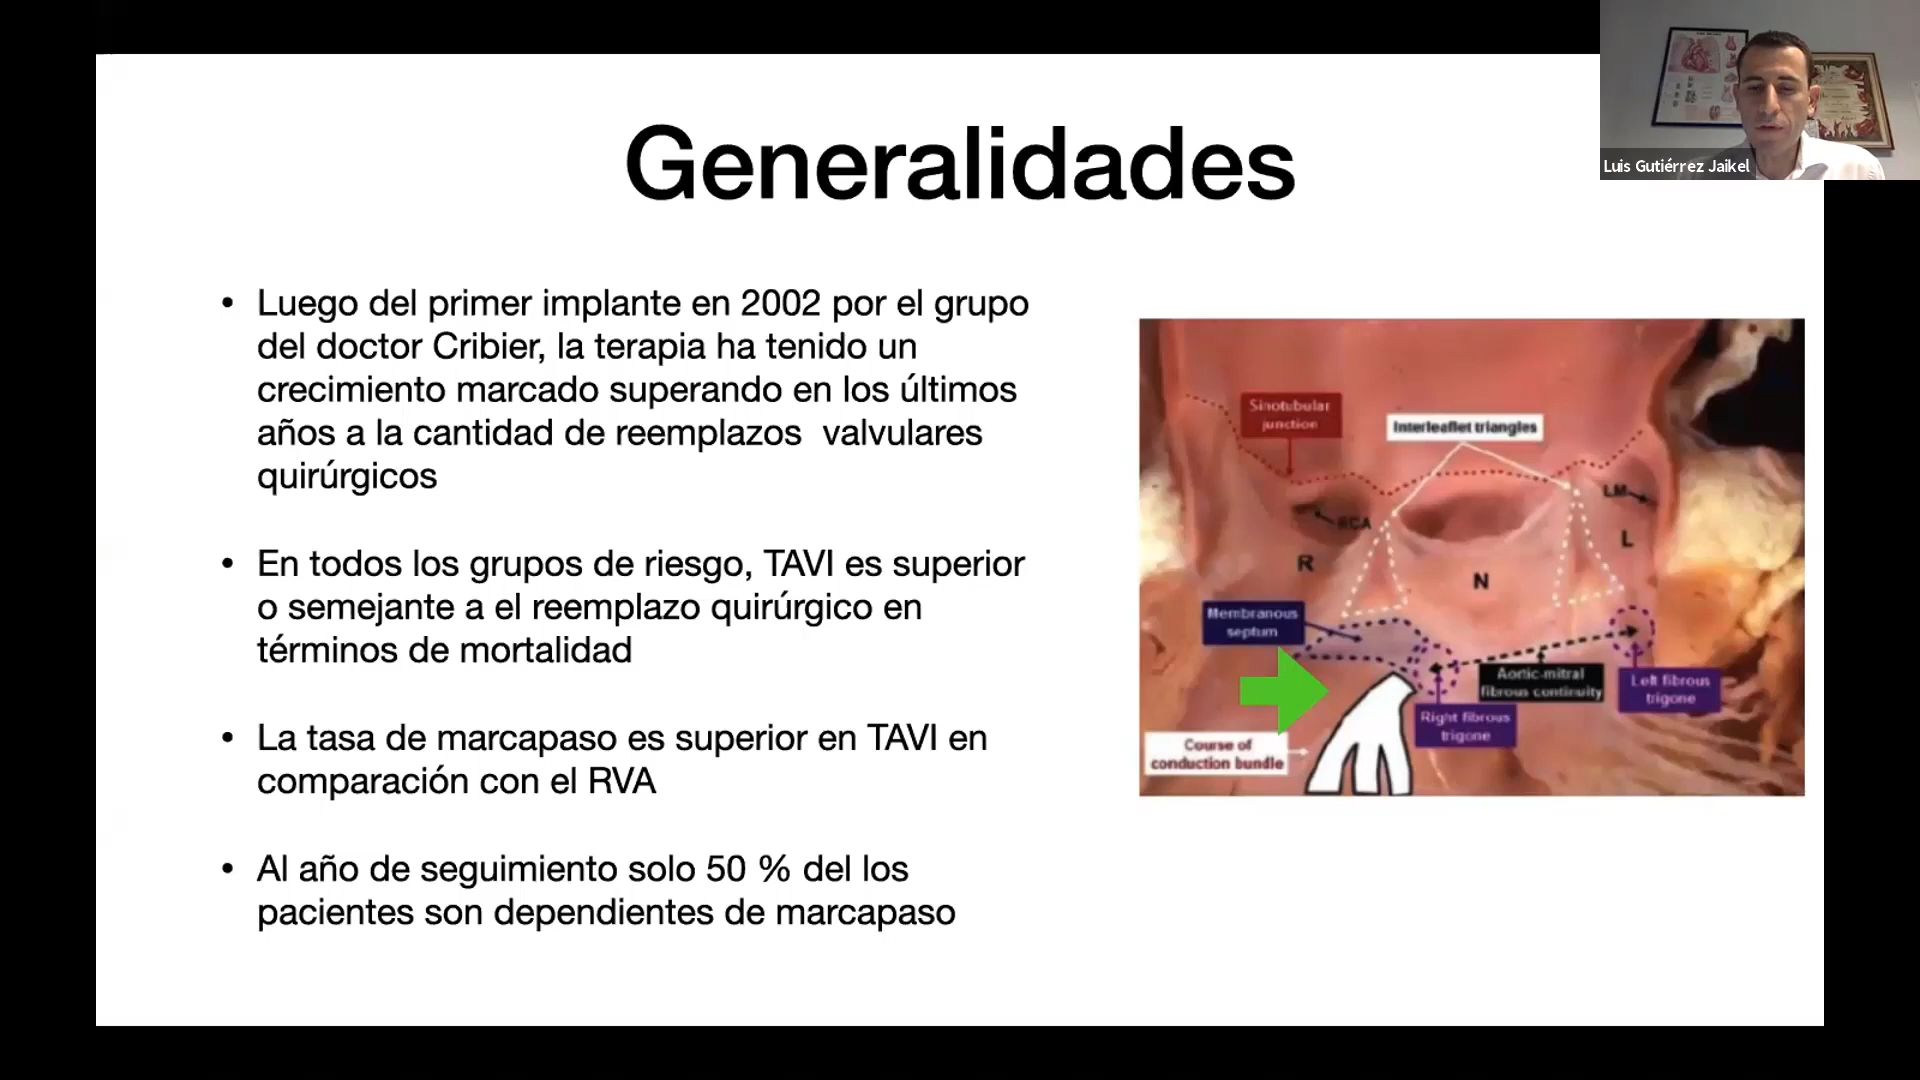 Generalidades
Luis Gutiérrez Jaikel
• Luego del primer implante en 2002 por el grupo
del doctor Cribier, la terapia ha tenido un
crecimiento marcado superando en los últimos
años a la cantidad de reemplazos valvulares
quirúrgicos
• En todos los grupos de riesgo, TAVI es superior
o semejante a el reemplazo quirúrgico en
términos de mortalidad
• La tasa de marcapaso es superior en TAVI en
comparación con el RVA
• Al año de seguimiento solo 50 % del los
pacientes son dependientes de marcapaso
Sinotubular
junction
Interleaflet triangles
LM
RCA
L
R
N
Membranous
septum
Aortic-mitral
fibrous continuity
Left fibrous
trigone
Right fibrous
trigone
Course of
conduction bundle